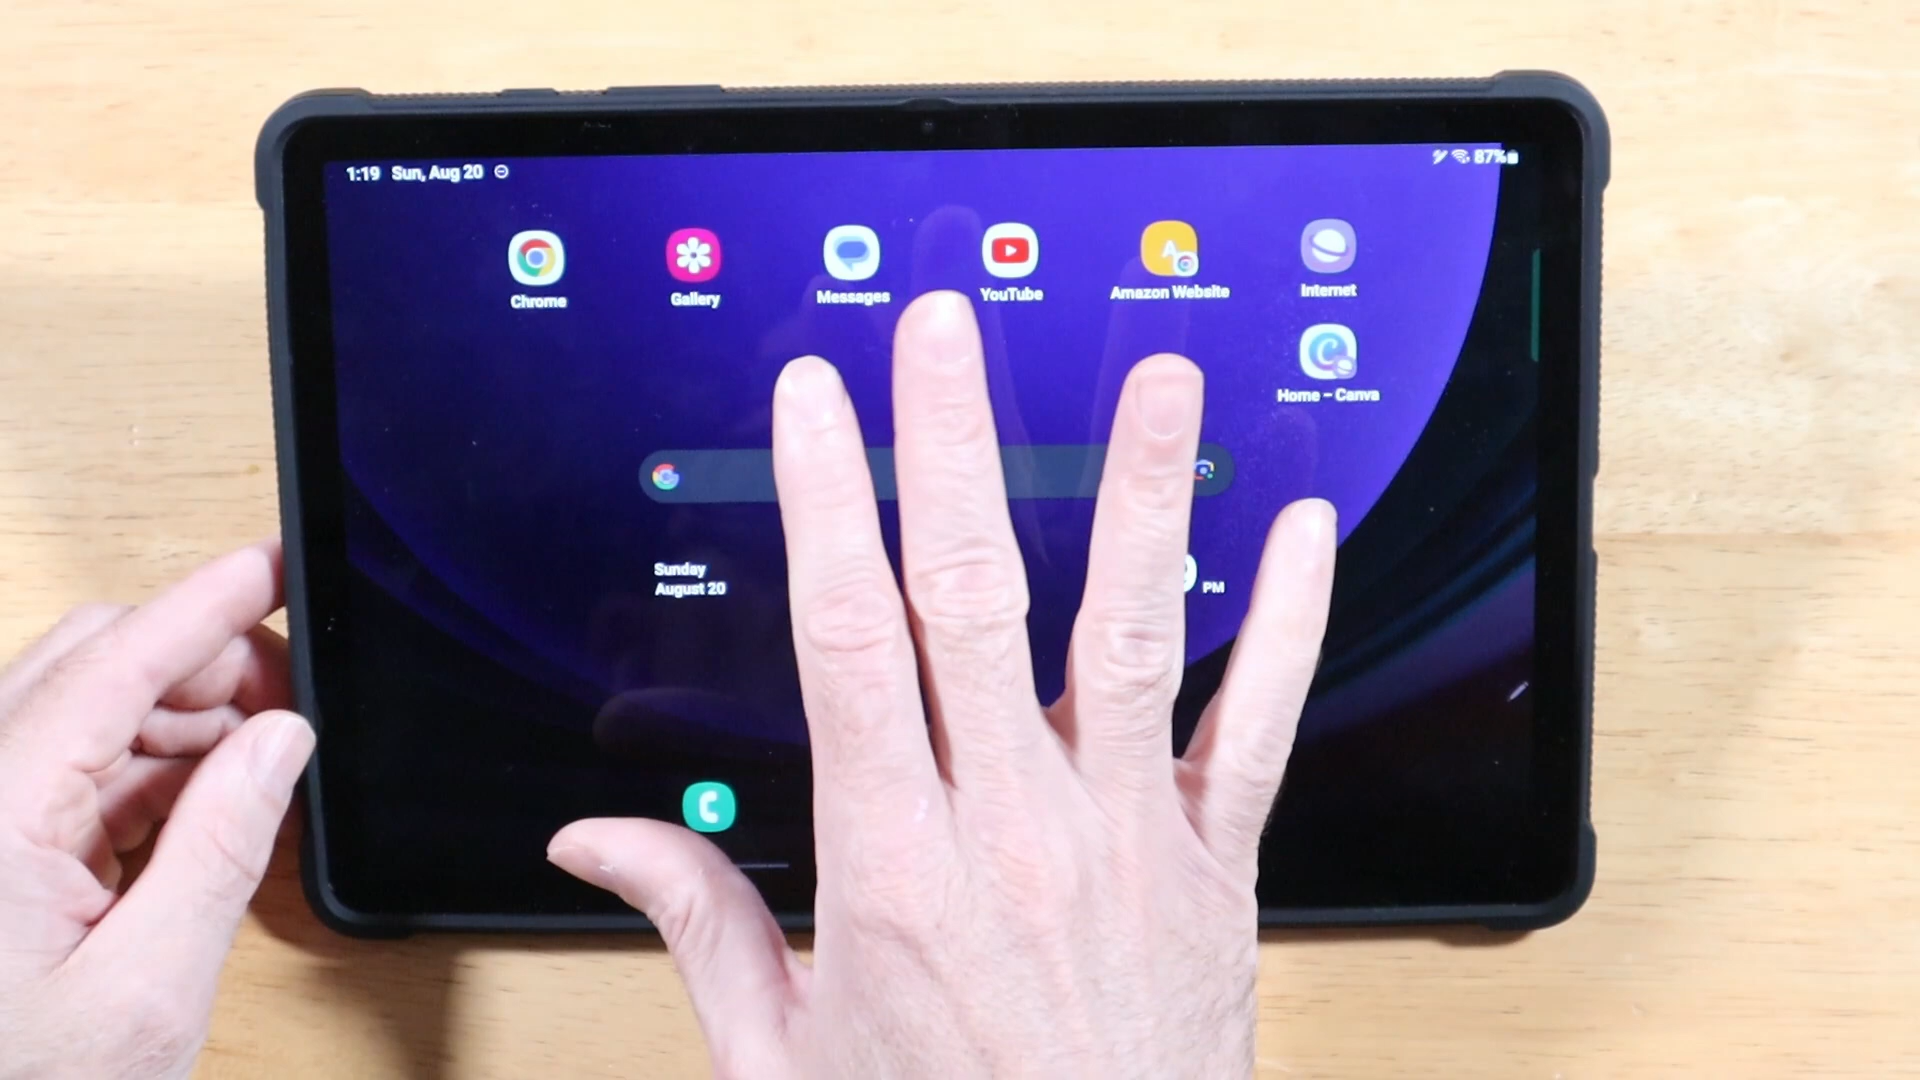 1:19 Sun, Aug 20 87%
Chrome Gallery Messages YouTube Amazon Website Internet
Home – Canva
Sunday
August 20
PM